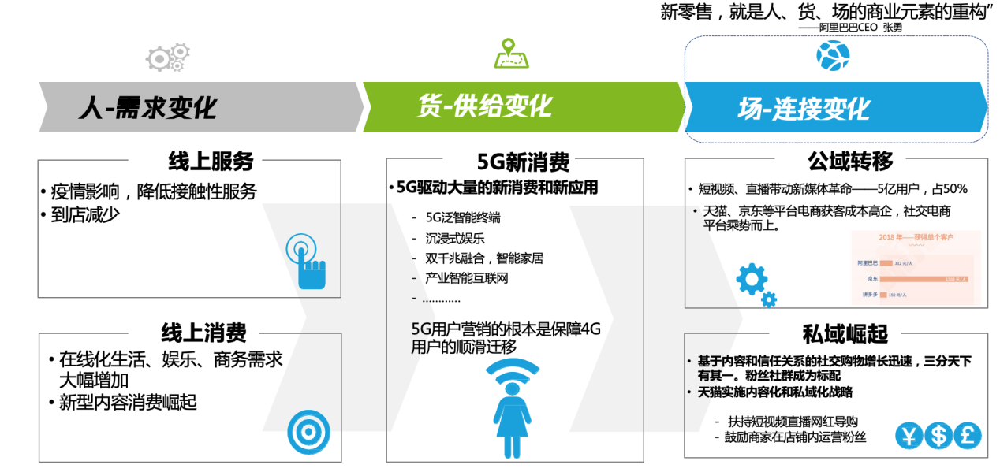 新零售，就是人、货、场的商业元素的重构”
——阿里巴巴CEO 张勇
人-需求变化
货-供给变化
场-连接变化
线上服务
• 疫情影响，降低接触性服务
• 到店减少
线上消费
• 在线化生活、娱乐、商务需求
大幅增加
• 新型内容消费崛起
5G新消费
• 5G驱动大量的新消费和新应用
- 5G泛智能终端
- 沉浸式娱乐
- 双千兆融合，智能家居
- 产业智能互联网
- …………
5G用户营销的根本是保障4G
用户的顺滑迁移
公域转移
• 短视频、直播带动新媒体革命——5亿用户，占50%
• 天猫、京东等平台电商获客成本高企，社交电商
平台乘势而上。
2018 年——获得单个客户
阿里巴巴
京东
拼多多 152 元/人
私域崛起
• 基于内容和信任关系的社交购物增长迅速，三分天下
有其一。粉丝社群成为标配
• 天猫实施内容化和私域化战略
- 扶持短视频直播网红导购
- 鼓励商家在店铺内运营粉丝
¥ $ £